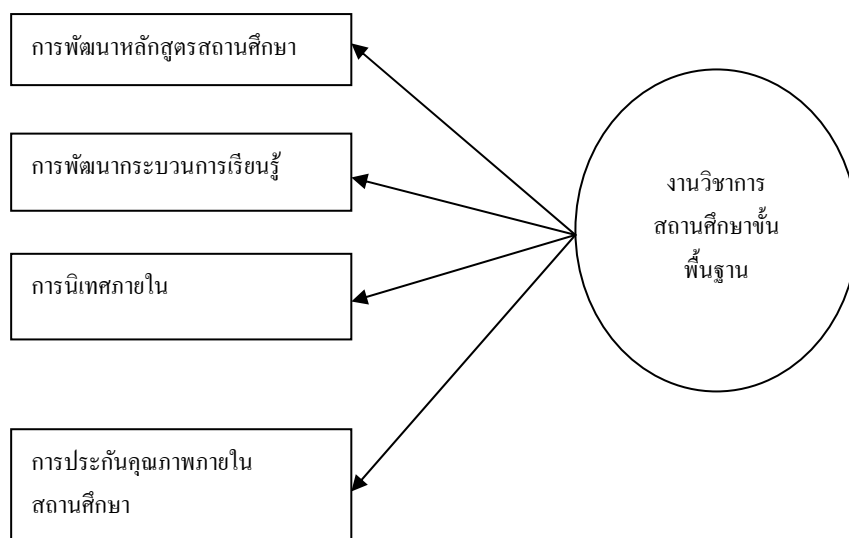 การพัฒนาหลักสูตรสถานศึกษา
การพัฒนากระบวนการเรียนรู้
การนิเทศภายใน
การประกันคุณภาพภายใน
สถานศึกษา
งานวิชาการ
สถานศึกษาขั้น
พื้นฐาน